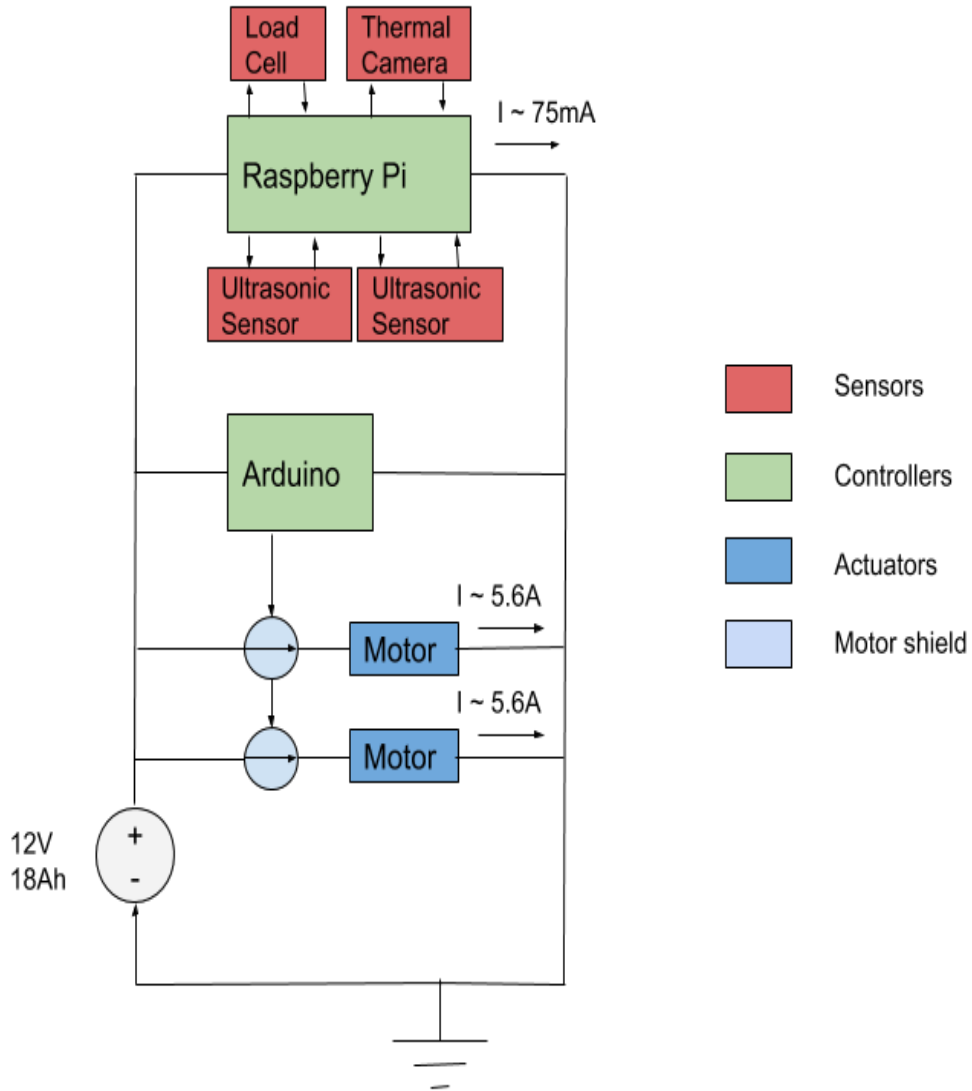 Load
Cell
Thermal
Camera
I ~ 75mA
Raspberry Pi
Ultrasonic
Sensor
Ultrasonic
Sensor
Sensors
Arduino
Controllers
Actuators
I ~ 5.6A
Motor
Motor shield
I ~ 5.6A
Motor
12V
18Ah
+
-